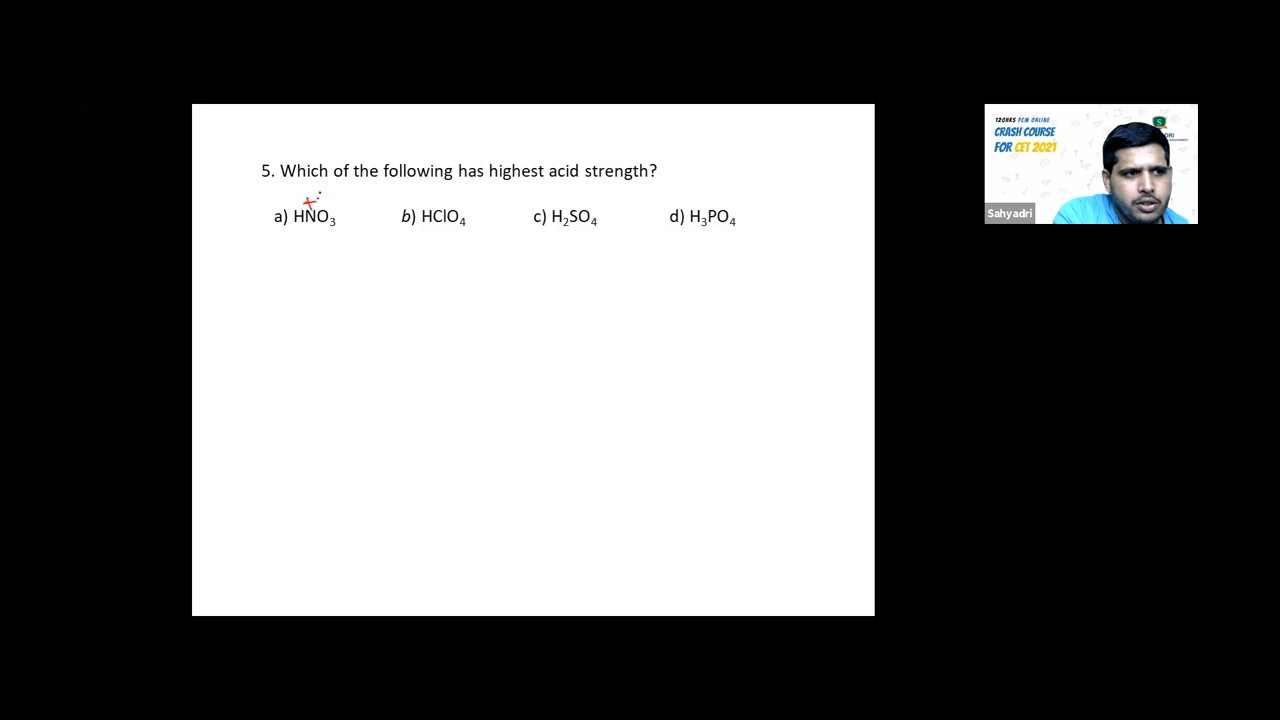 5. Which of the following has highest acid strength?
a) HNO₃ b) HClO₄ c) H₂SO₄ d) H₃PO₄
+
120HRS PCM ONLINE
CRASH COURSE
FOR CET 2021
S
Sahyadri